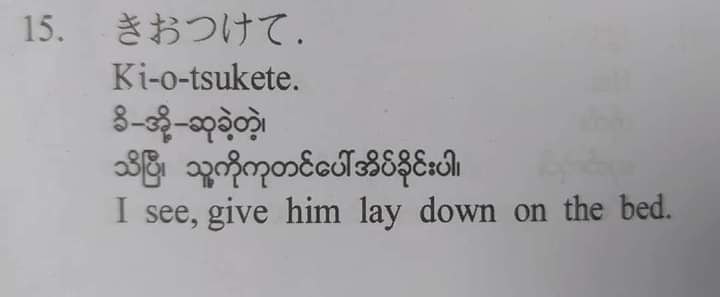 15. きおつけて.
Ki-o-tsukete.
ခိ–အို့–ဆုခဲ့တဲ့၊
သိပြီ၊ သူ့ကိုကုတင်ပေါ်အိပ်ခိုင်းပါ၊
I see, give him lay down on the bed.